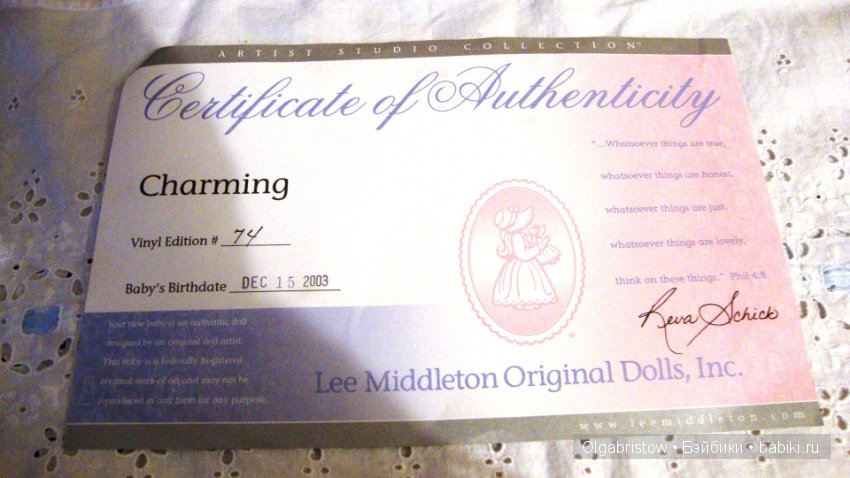 ARTIST STUDIO COLLECTION™
Certificate of Authenticity
Charming
Vinyl Edition # 74
Baby's Birthdate DEC 15 2003
"...Whatsoever things are true,
whatsoever things are honest,
whatsoever things are just,
whatsoever things are lovely,
think on these things." Phil 4:8
Reva Schick
Your new baby is an authentic doll
designed by an original doll artist.
This Baby is a Federally Registered
original work of art and may not be
reproduced in any form for any purpose.
Lee Middleton Original Dolls, Inc.
www.leemiddleton.com
Olgabristow • Бэйбики • babiki.ru